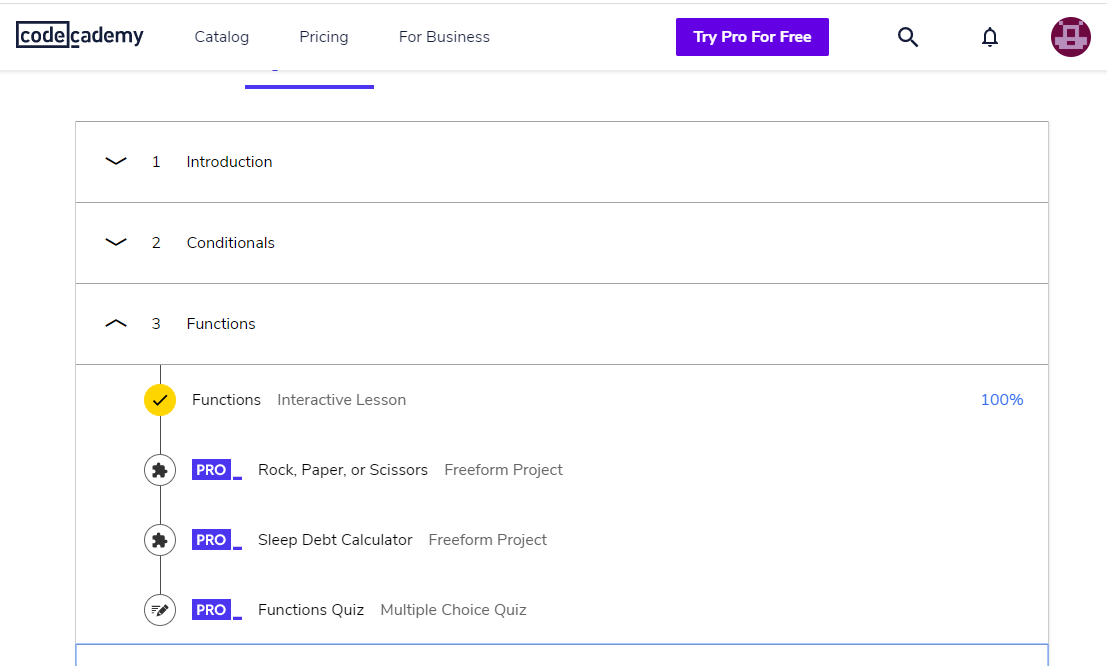 codecademy Catalog Pricing For Business Try Pro For Free
1 Introduction
2 Conditionals
3 Functions
Functions Interactive Lesson 100%
PRO Rock, Paper, or Scissors Freeform Project
PRO Sleep Debt Calculator Freeform Project
PRO Functions Quiz Multiple Choice Quiz